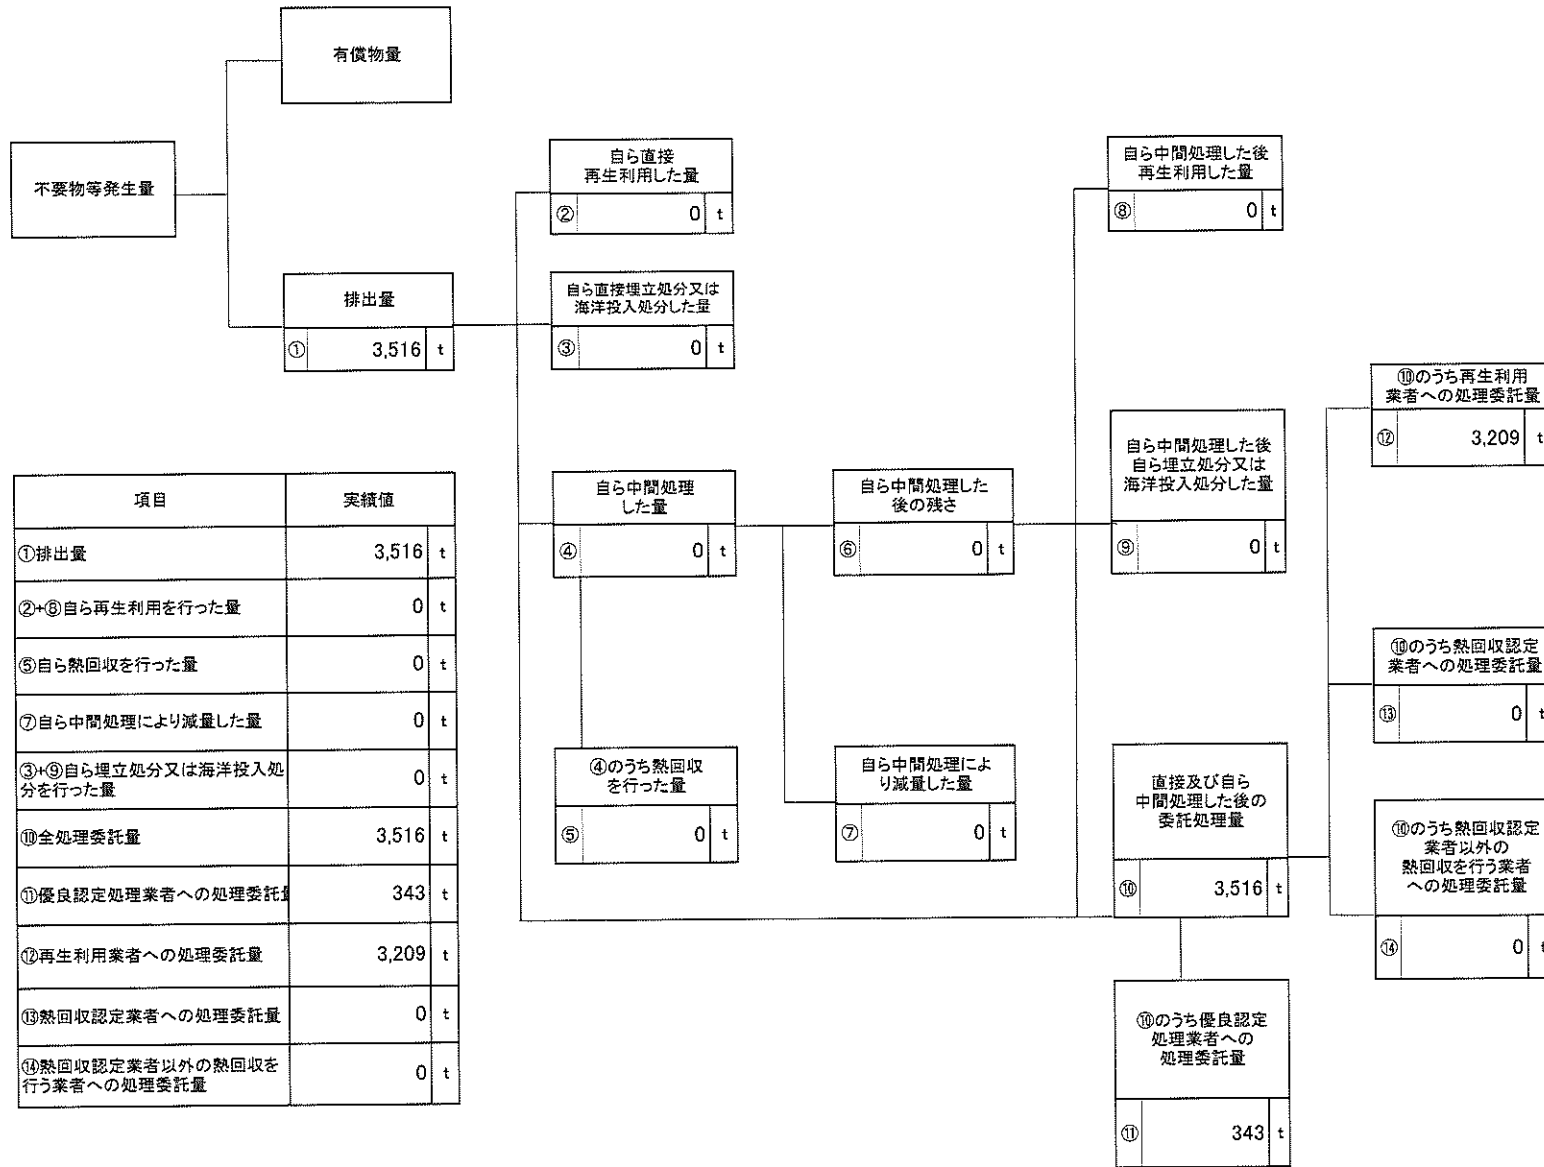 有償物量
不要物等発生量
排出量
① 3,516 t
自ら直接
再生利用した量
② 0 t
自ら直接埋立処分又は
海洋投入処分した量
③ 0 t
自ら中間処理
した量
④ 0 t
④のうち熱回収
を行った量
⑤ 0 t
自ら中間処理した
後の残さ
⑥ 0 t
自ら中間処理によ
り減量した量
⑦ 0 t
自ら中間処理した後
再生利用した量
⑧ 0 t
自ら中間処理した後
自ら埋立処分又は
海洋投入処分した量
⑨ 0 t
直接及び自ら
中間処理した後の
委託処理量
⑩ 3,516 t
⑩のうち優良認定
処理業者への
処理委託量
⑪ 343 t
⑩のうち再生利用
業者への処理委託量
⑫ 3,209 t
⑩のうち熱回収認定
業者への処理委託量
⑬ 0 t
⑩のうち熱回収認定
業者以外の
熱回収を行う業者
への処理委託量
⑭ 0 t
項目 実績値
①排出量 3,516 t
②+⑧自ら再生利用を行った量 0 t
⑤自ら熱回収を行った量 0 t
⑦自ら中間処理により減量した量 0 t
③+⑨自ら埋立処分又は海洋投入処
分を行った量 0 t
⑩全処理委託量 3,516 t
⑪優良認定処理業者への処理委託量 343 t
⑫再生利用業者への処理委託量 3,209 t
⑬熱回収認定業者への処理委託量 0 t
⑭熱回収認定業者以外の熱回収を
行う業者への処理委託量 0 t